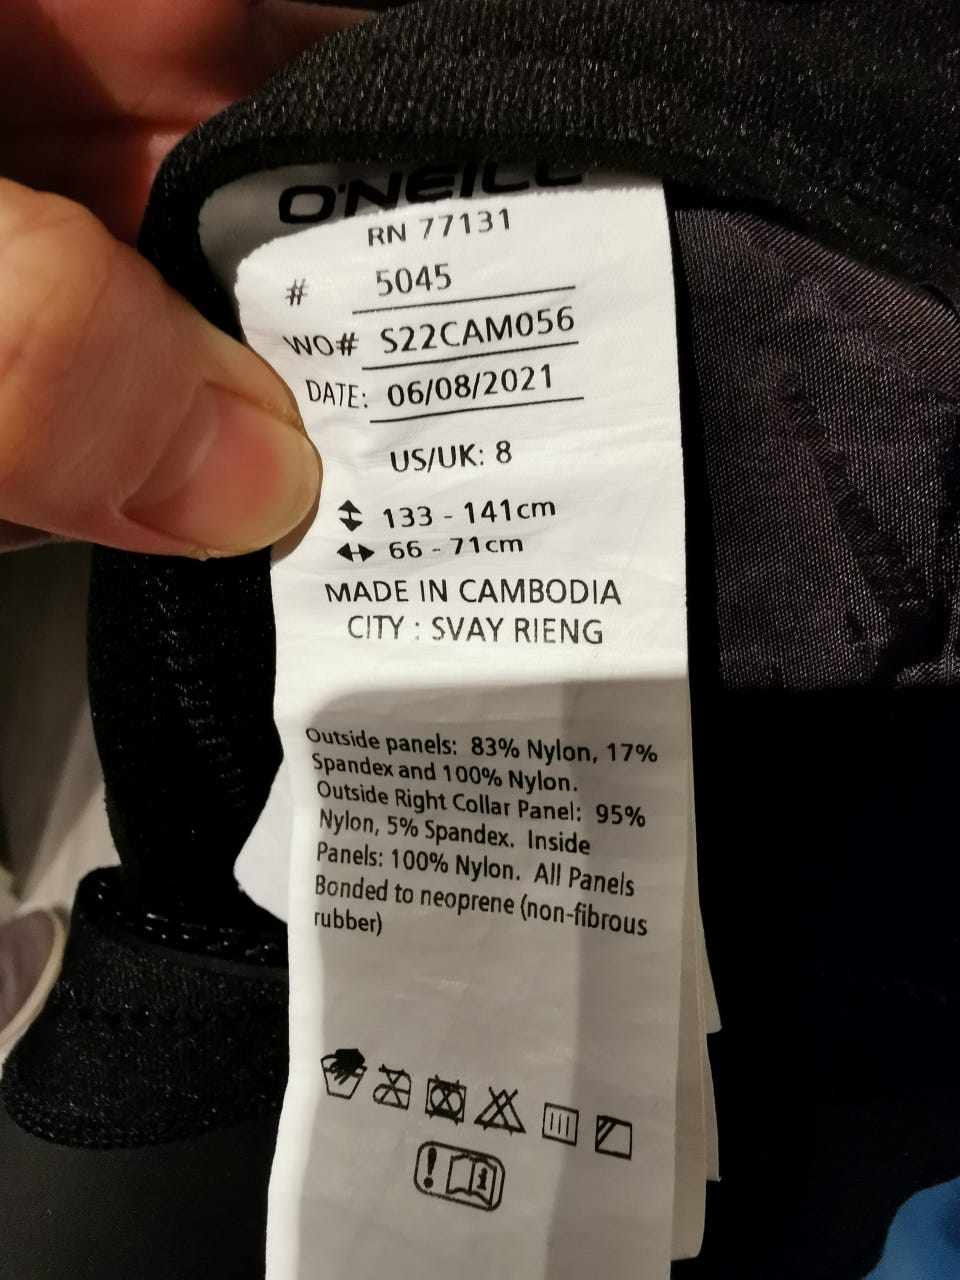 O'NEILL
RN 77131
# 5045
WO# S22CAM056
DATE: 06/08/2021
US/UK: 8
133 - 141cm
66 - 71cm
MADE IN CAMBODIA
CITY : SVAY RIENG
Outside panels: 83% Nylon, 17%
Spandex and 100% Nylon.
Outside Right Collar Panel: 95%
Nylon, 5% Spandex. Inside
Panels: 100% Nylon. All Panels
Bonded to neoprene (non-fibrous
rubber)